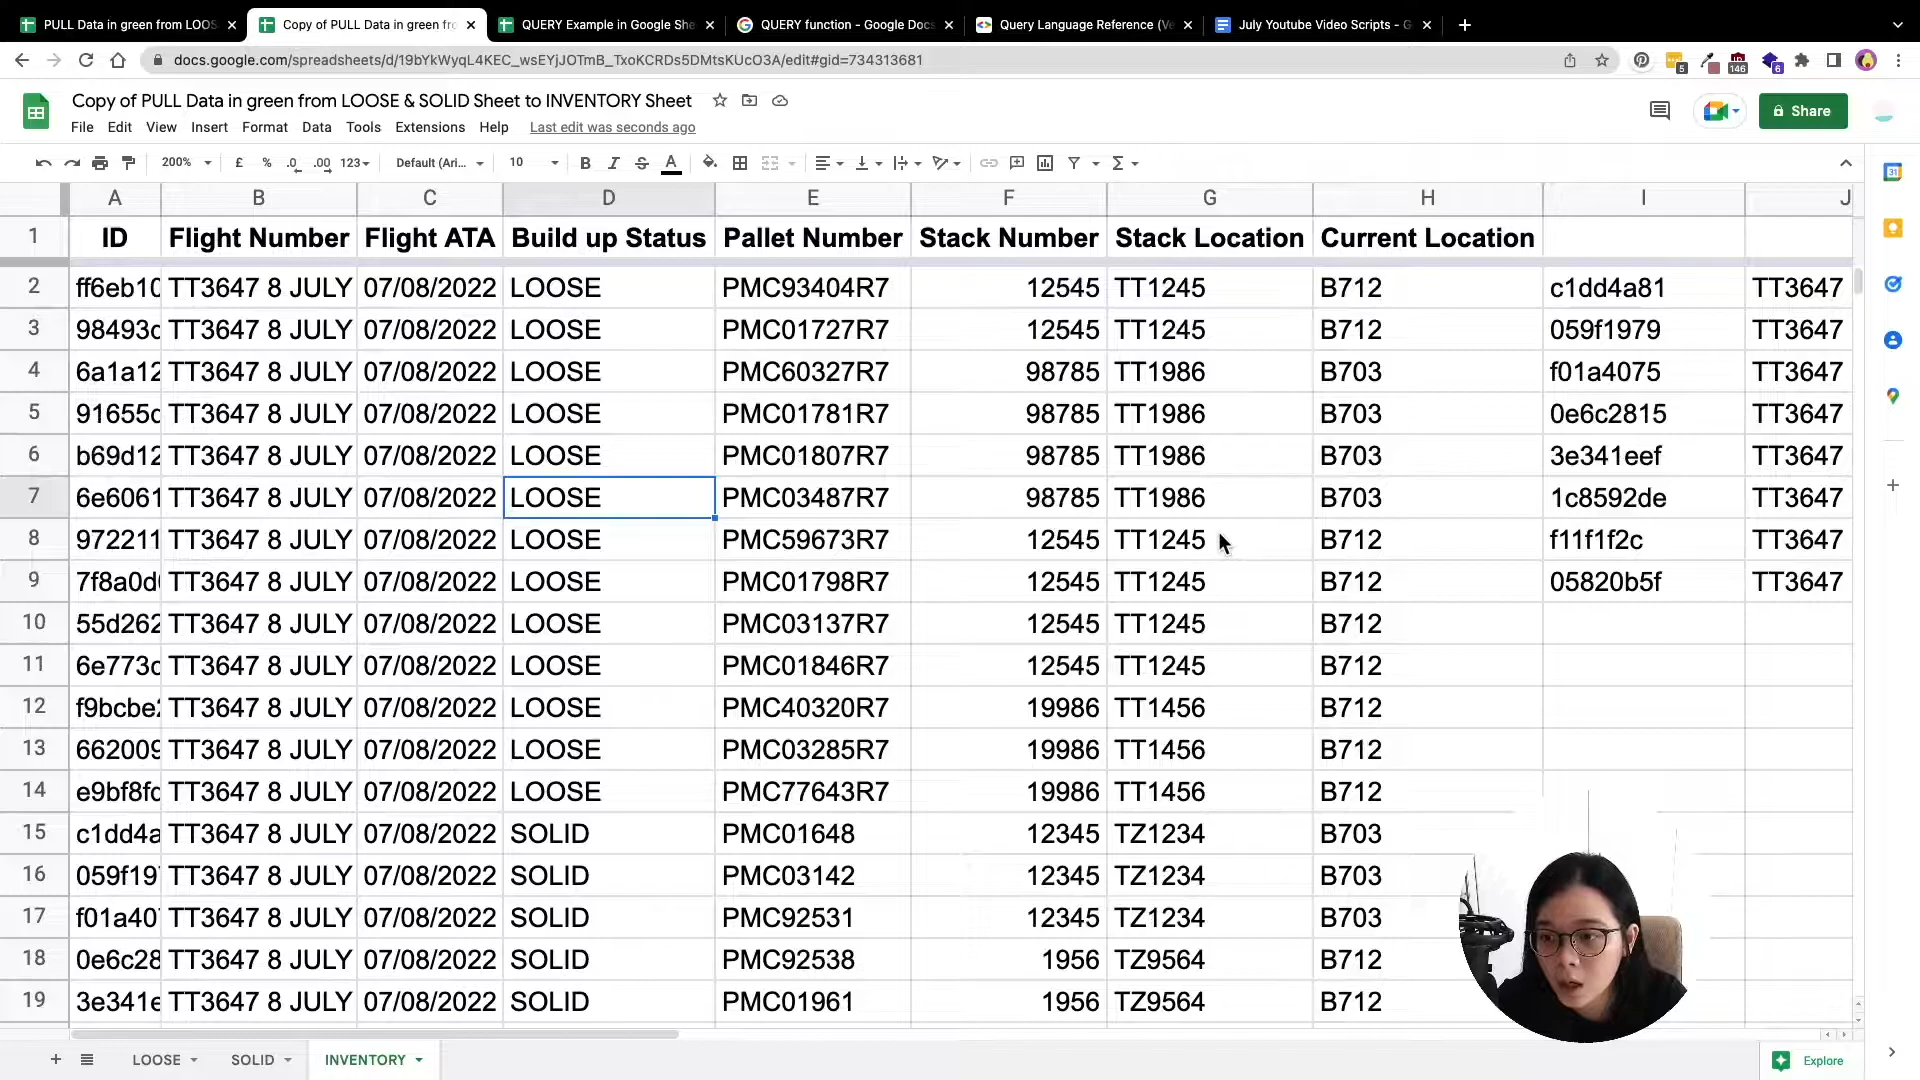 PULL Data in green from LOOS
Copy of PULL Data in green fro
QUERY Example in Google She
QUERY function - Google Docs
Query Language Reference (Ve
July Youtube Video Scripts - G
docs.google.com/spreadsheets/d/19bYkWyqL4KEC_wsEYjJOTmB_TxoKCRDs5DMtsKUcO3A/edit#gid=734313681
5
146
6
Copy of PULL Data in green from LOOSE & SOLID Sheet to INVENTORY Sheet
Share
File Edit View Insert Format Data Tools Extensions Help Last edit was seconds ago
200% £ % .0 .00 123 Default (Ari... 10 B I S A Σ
31
A B C D E F G H I J
1 ID Flight Number Flight ATA Build up Status Pallet Number Stack Number Stack Location Current Location
2 ff6eb10 TT3647 8 JULY 07/08/2022 LOOSE PMC93404R7 12545 TT1245 B712 c1dd4a81 TT3647
3 98493c TT3647 8 JULY 07/08/2022 LOOSE PMC01727R7 12545 TT1245 B712 059f1979 TT3647
4 6a1a12 TT3647 8 JULY 07/08/2022 LOOSE PMC60327R7 98785 TT1986 B703 f01a4075 TT3647
5 91655c TT3647 8 JULY 07/08/2022 LOOSE PMC01781R7 98785 TT1986 B703 0e6c2815 TT3647
6 b69d12 TT3647 8 JULY 07/08/2022 LOOSE PMC01807R7 98785 TT1986 B703 3e341eef TT3647
7 6e6061 TT3647 8 JULY 07/08/2022 LOOSE PMC03487R7 98785 TT1986 B703 1c8592de TT3647
8 972211 TT3647 8 JULY 07/08/2022 LOOSE PMC59673R7 12545 TT1245 B712 f11f1f2c TT3647
9 7f8a0d TT3647 8 JULY 07/08/2022 LOOSE PMC01798R7 12545 TT1245 B712 05820b5f TT3647
10 55d262 TT3647 8 JULY 07/08/2022 LOOSE PMC03137R7 12545 TT1245 B712
11 6e773c TT3647 8 JULY 07/08/2022 LOOSE PMC01846R7 12545 TT1245 B712
12 f9bcbe TT3647 8 JULY 07/08/2022 LOOSE PMC40320R7 19986 TT1456 B712
13 662009 TT3647 8 JULY 07/08/2022 LOOSE PMC03285R7 19986 TT1456 B712
14 e9bf8fc TT3647 8 JULY 07/08/2022 LOOSE PMC77643R7 19986 TT1456 B712
15 c1dd4a TT3647 8 JULY 07/08/2022 SOLID PMC01648 12345 TZ1234 B703
16 059f19 TT3647 8 JULY 07/08/2022 SOLID PMC03142 12345 TZ1234 B703
17 f01a40 TT3647 8 JULY 07/08/2022 SOLID PMC92531 12345 TZ1234 B703
18 0e6c28 TT3647 8 JULY 07/08/2022 SOLID PMC92538 1956 TZ9564 B712
19 3e341e TT3647 8 JULY 07/08/2022 SOLID PMC01961 1956 TZ9564 B712
LOOSE SOLID INVENTORY Explore